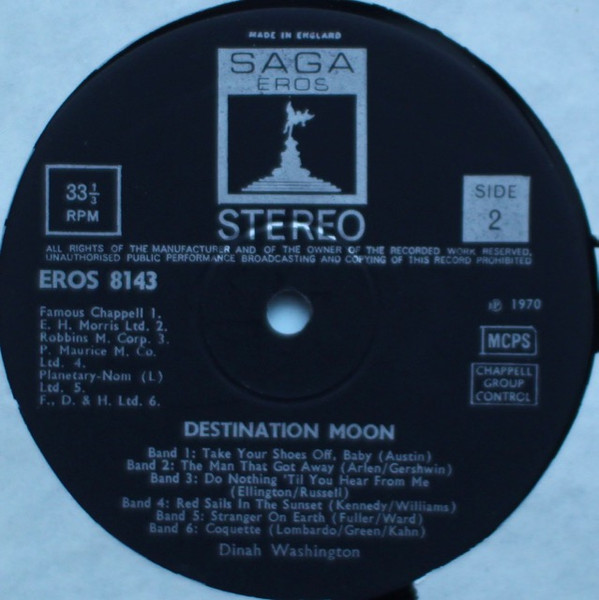 MADE IN ENGLAND
SAGA
EROS
33 1/3
RPM
SIDE
2
STEREO
ALL RIGHTS OF THE MANUFACTURER AND OF THE OWNER OF THE RECORDED WORK RESERVED.
UNAUTHORISED PUBLIC PERFORMANCE BROADCASTING AND COPYING OF THIS RECORD PROHIBITED
EROS 8143
℗ 1970
Famous Chappell 1.
E. H. Morris Ltd. 2.
Robbins M. Corp. 3.
P. Maurice M. Co.
Ltd. 4.
Planetary-Nom (L)
Ltd. 5.
F., D. & H. Ltd. 6.
MCPS
CHAPPELL
GROUP
CONTROL
DESTINATION MOON
Band 1: Take Your Shoes Off, Baby (Austin)
Band 2: The Man That Got Away (Arlen/Gershwin)
Band 3: Do Nothing 'Til You Hear From Me
(Ellington/Russell)
Band 4: Red Sails In The Sunset (Kennedy/Williams)
Band 5: Stranger On Earth (Fuller/Ward)
Band 6: Coquette (Lombardo/Green/Kahn)
Dinah Washington